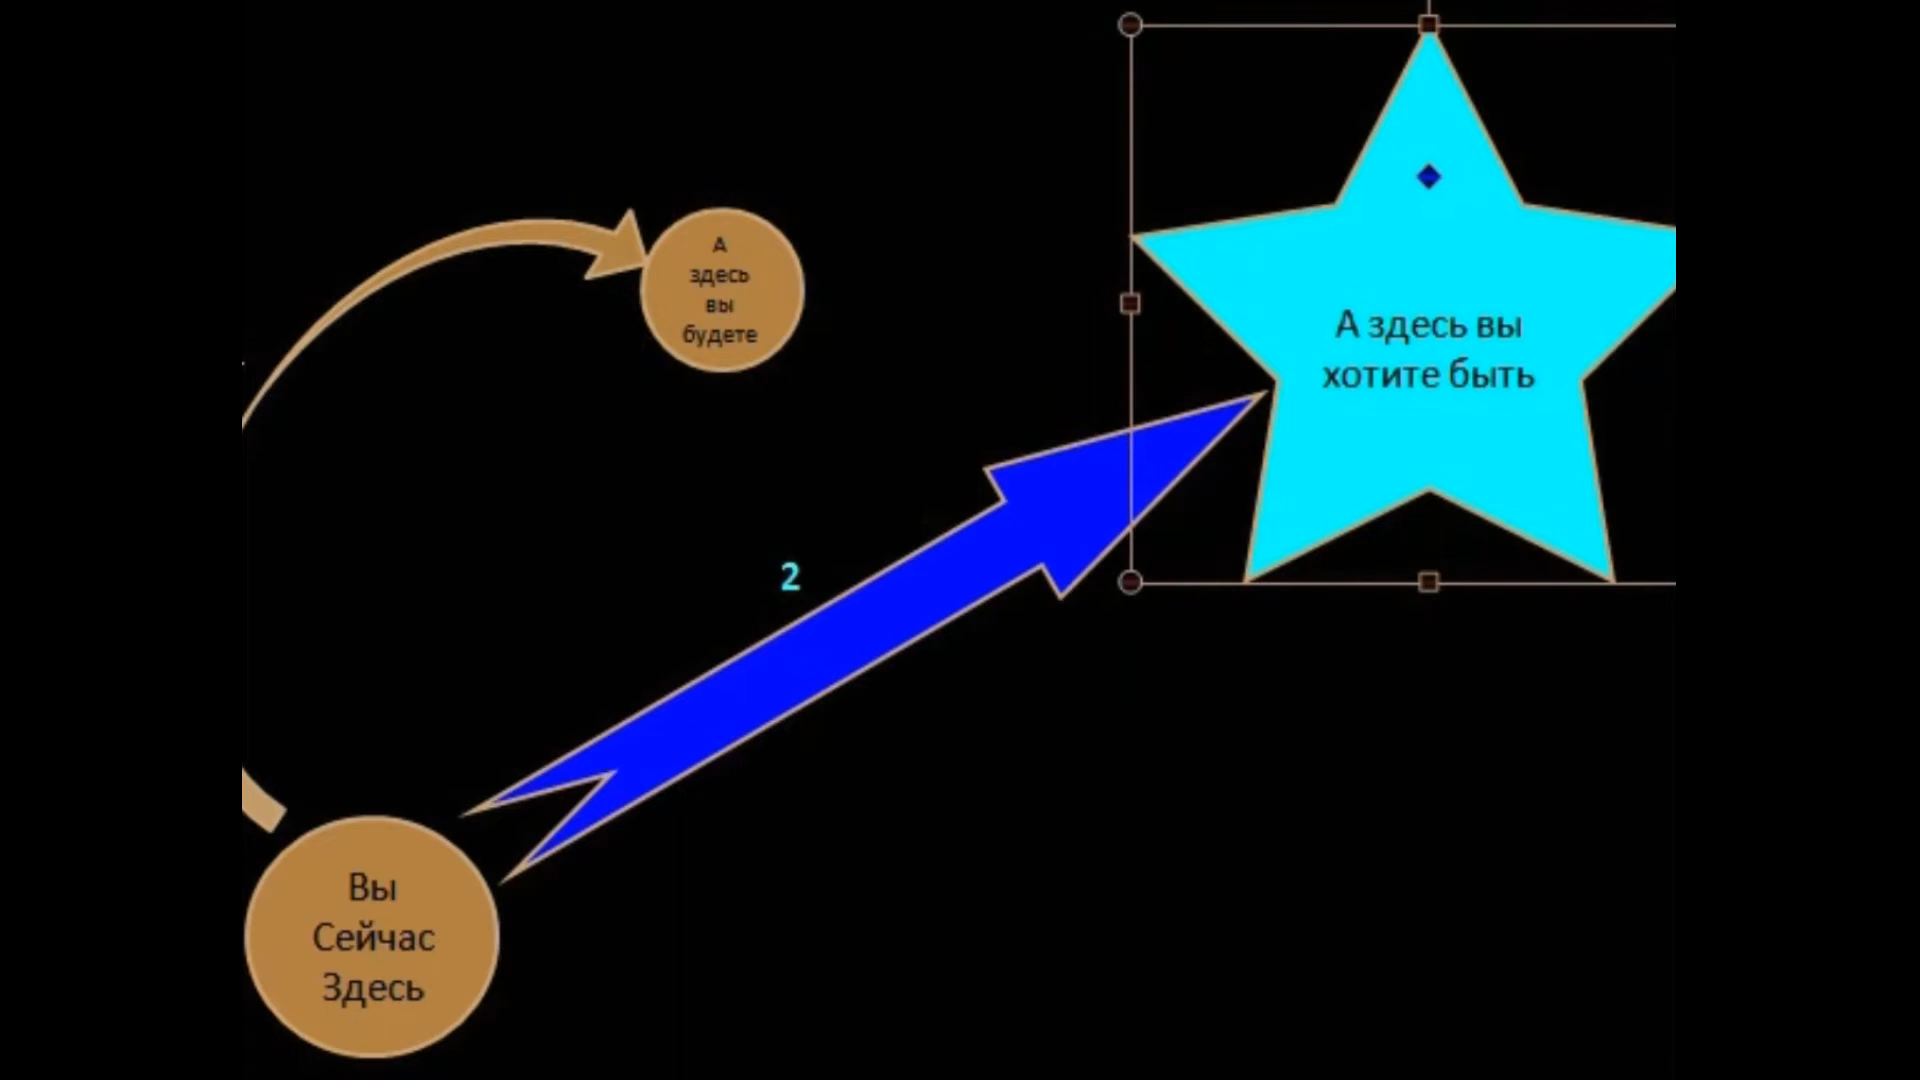 А
здесь
вы
будете
А здесь вы
хотите быть
2
Вы
Сейчас
Здесь